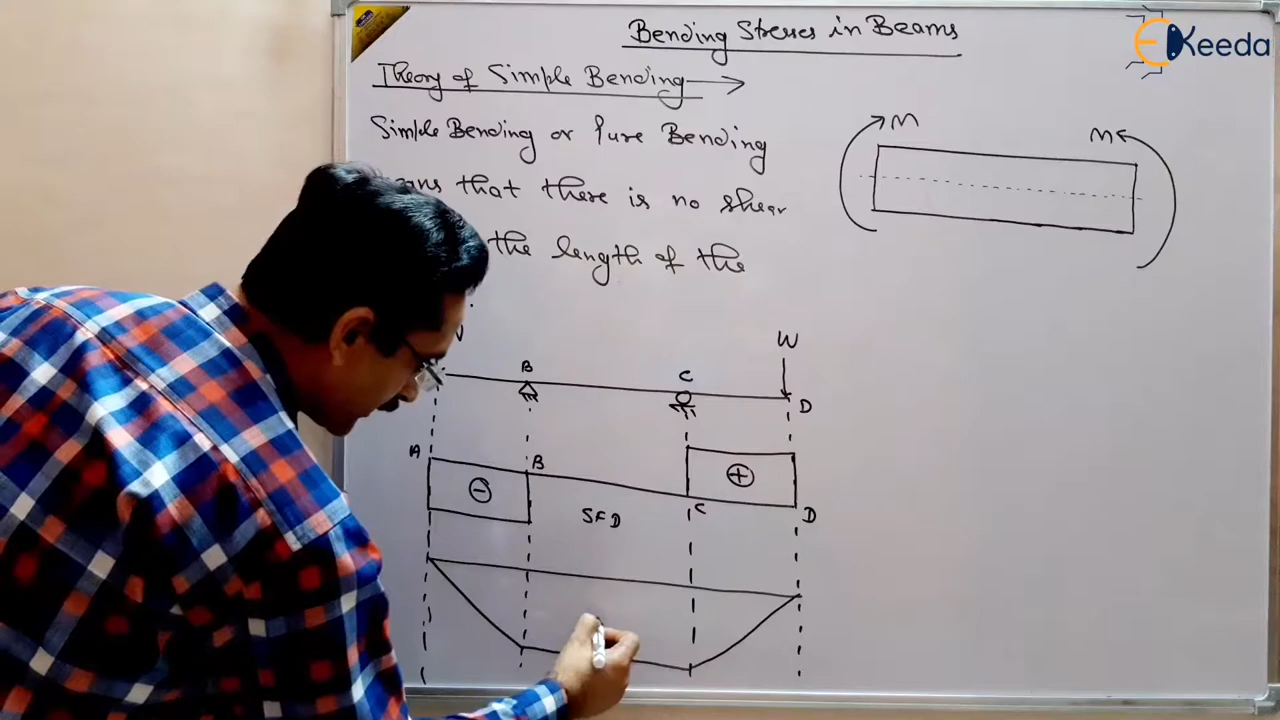 Bending Stresses in Beams
EKeeda
Theory of Simple Bending
Simple Bending or Pure Bending
that there is no shear
the length of the
M M
W
B C
D
A B
- +
SFD C D